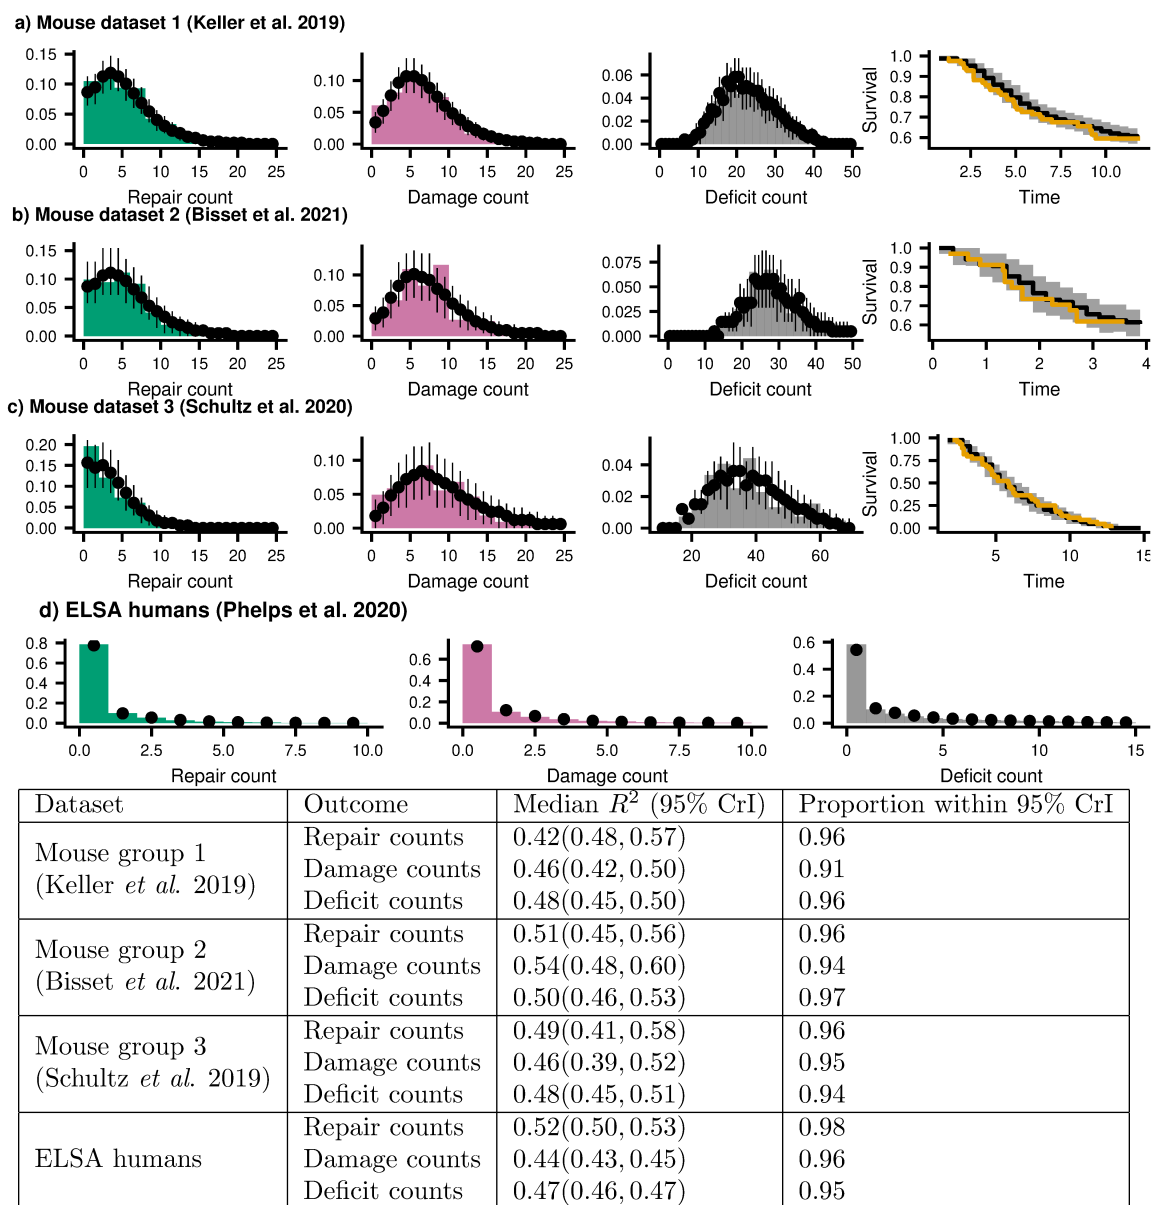 a) Mouse dataset 1 (Keller et al. 2019)
0.15
0.10
0.05
0.00
0 5 10 15 20 25
Repair count
0.10
0.05
0.00
0 5 10 15 20 25
Damage count
0.06
0.04
0.02
0.00
0 10 20 30 40 50
Deficit count
Survival
1.0
0.9
0.8
0.7
0.6
2.5 5.0 7.5 10.0
Time
b) Mouse dataset 2 (Bisset et al. 2021)
0.15
0.10
0.05
0.00
0 5 10 15 20 25
Repair count
0.10
0.05
0.00
0 5 10 15 20 25
Damage count
0.075
0.050
0.025
0.000
0 10 20 30 40 50
Deficit count
Survival
1.0
0.9
0.8
0.7
0.6
0 1 2 3 4
Time
c) Mouse dataset 3 (Schultz et al. 2020)
0.20
0.15
0.10
0.05
0.00
0 5 10 15 20 25
Repair count
0.10
0.05
0.00
0 5 10 15 20 25
Damage count
0.04
0.02
0.00
20 40 60
Deficit count
Survival
1.00
0.75
0.50
0.25
0.00
5 10 15
Time
d) ELSA humans (Phelps et al. 2020)
0.8
0.6
0.4
0.2
0.0
0.0 2.5 5.0 7.5 10.0
Repair count
0.6
0.4
0.2
0.0
0.0 2.5 5.0 7.5 10.0
Damage count
0.6
0.4
0.2
0.0
0 5 10 15
Deficit count
Dataset Outcome Median R² (95% CrI) Proportion within 95% CrI
Mouse group 1
(Keller et al. 2019)
Repair counts 0.42(0.48, 0.57) 0.96
Damage counts 0.46(0.42, 0.50) 0.91
Deficit counts 0.48(0.45, 0.50) 0.96
Mouse group 2
(Bisset et al. 2021)
Repair counts 0.51(0.45, 0.56) 0.96
Damage counts 0.54(0.48, 0.60) 0.94
Deficit counts 0.50(0.46, 0.53) 0.97
Mouse group 3
(Schultz et al. 2019)
Repair counts 0.49(0.41, 0.58) 0.96
Damage counts 0.46(0.39, 0.52) 0.95
Deficit counts 0.48(0.45, 0.51) 0.94
ELSA humans
Repair counts 0.52(0.50, 0.53) 0.98
Damage counts 0.44(0.43, 0.45) 0.96
Deficit counts 0.47(0.46, 0.47) 0.95